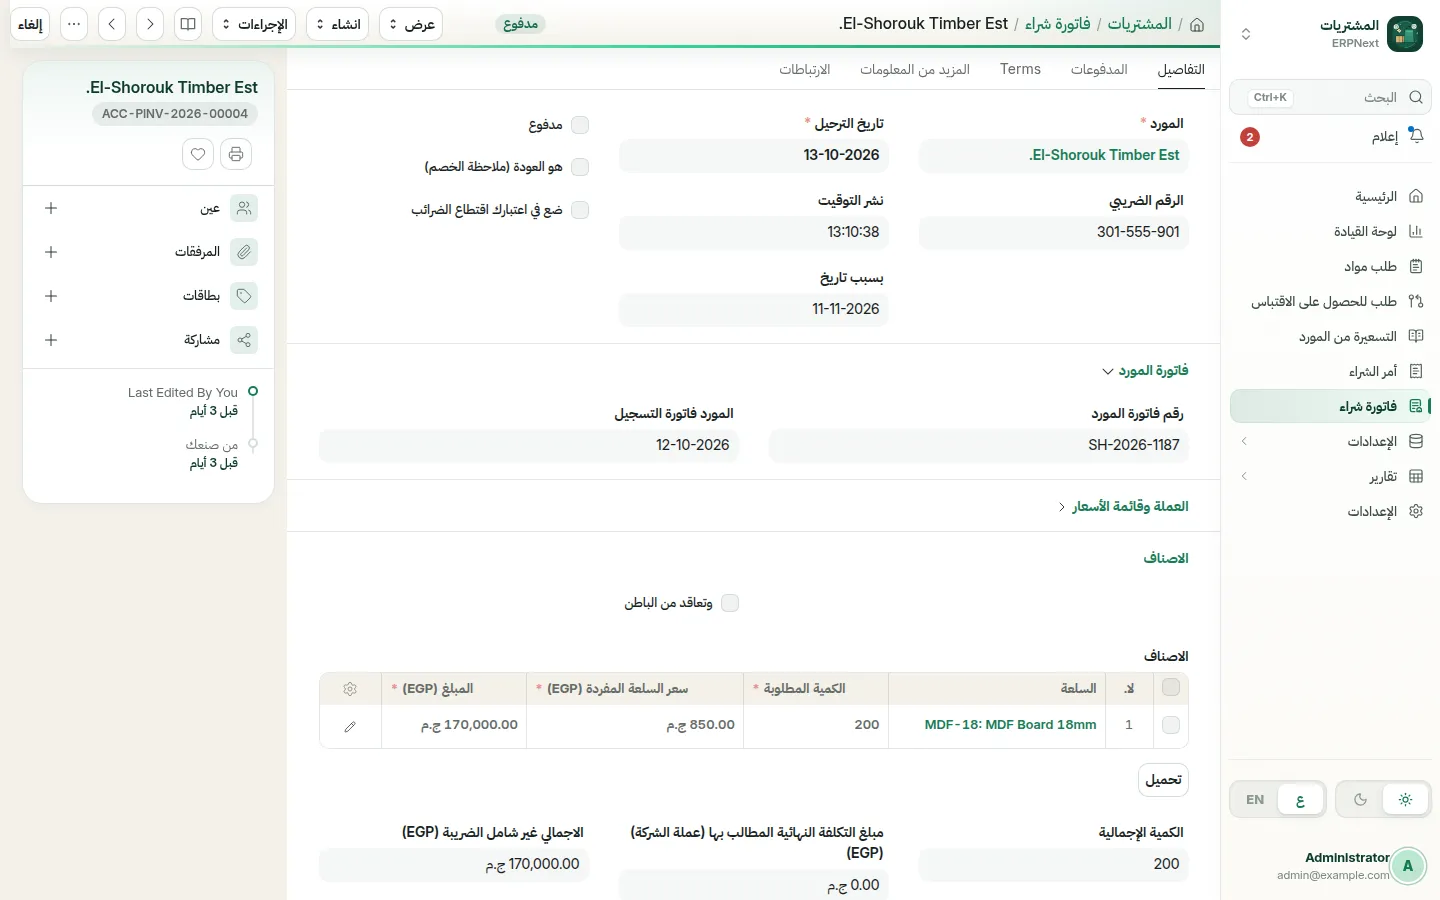 المشتريات
ERPNext
البحث
Ctrl+K
إعلام
2
الرئيسية
لوحة القيادة
طلب مواد
طلب للحصول على الاقتباس
التسعيرة من المورد
أمر الشراء
فاتورة شراء
الإعدادات
تقارير
الإعدادات
ع
EN
Administrator
admin@example.com
A
/ المشتريات / فاتورة شراء / El-Shorouk Timber Est.
مدفوع
عرض
انشاء
الإجراءات
إلغاء
التفاصيل
المدفوعات
Terms
المزيد من المعلومات
الارتباطات
المورد *
El-Shorouk Timber Est.
الرقم الضريبي
301-555-901
تاريخ الترحيل *
13-10-2026
نشر التوقيت
13:10:38
بسبب تاريخ
11-11-2026
مدفوع
هو العودة (ملاحظة الخصم)
ضع في اعتبارك اقتطاع الضرائب
فاتورة المورد
رقم فاتورة المورد
SH-2026-1187
المورد فاتورة التسجيل
12-10-2026
العملة وقائمة الأسعار
الاصناف
وتعاقد من الباطن
الاصناف
لا.
السلعة
الكمية المطلوبة *
سعر السلعة المفردة (EGP) *
المبلغ (EGP) *
1
MDF-18: MDF Board 18mm
200
850.00 ج.م
170,000.00 ج.م
تحميل
الكمية الإجمالية
200
مبلغ التكلفة النهائية المطالب بها (عملة الشركة)
(EGP)
0.00 ج.م
الاجمالي غير شامل الضريبة (EGP)
170,000.00 ج.م
El-Shorouk Timber Est.
ACC-PINV-2026-00004
عين
المرفقات
بطاقات
مشاركة
Last Edited By You
قبل 3 أيام
من صنعك
قبل 3 أيام